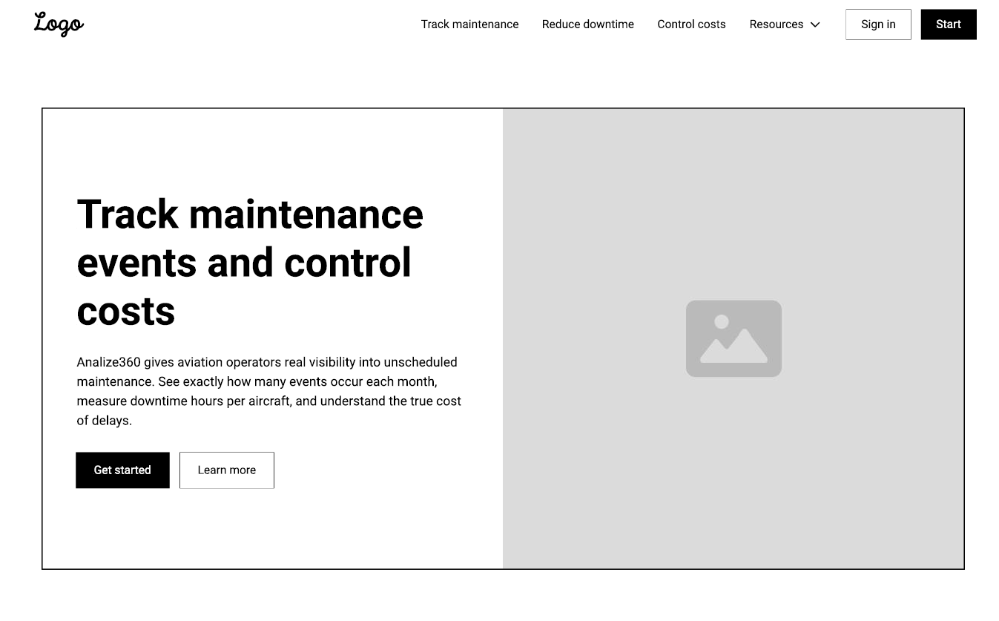 Logo
Track maintenance
Reduce downtime
Control costs
Resources
Sign in
Start
Track maintenance
events and control
costs
Analize360 gives aviation operators real visibility into unscheduled
maintenance. See exactly how many events occur each month,
measure downtime hours per aircraft, and understand the true cost
of delays.
Get started
Learn more